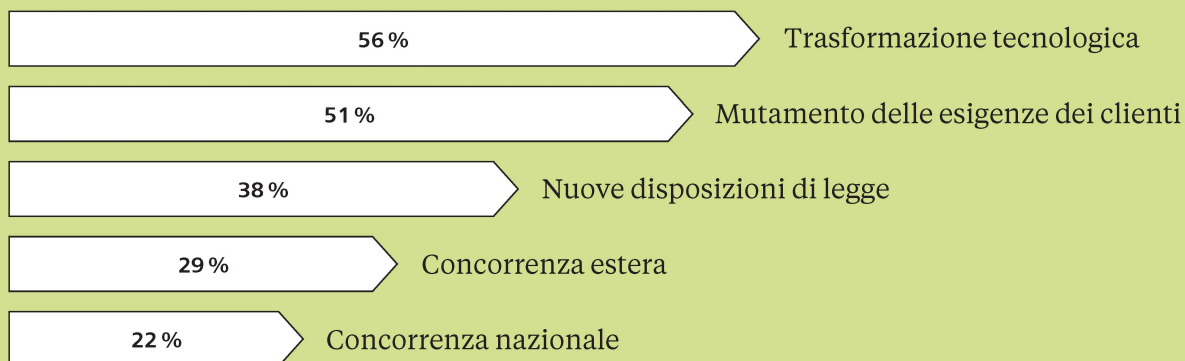 56 % Trasformazione tecnologica
51 % Mutamento delle esigenze dei clienti
38 % Nuove disposizioni di legge
29 % Concorrenza estera
22 % Concorrenza nazionale